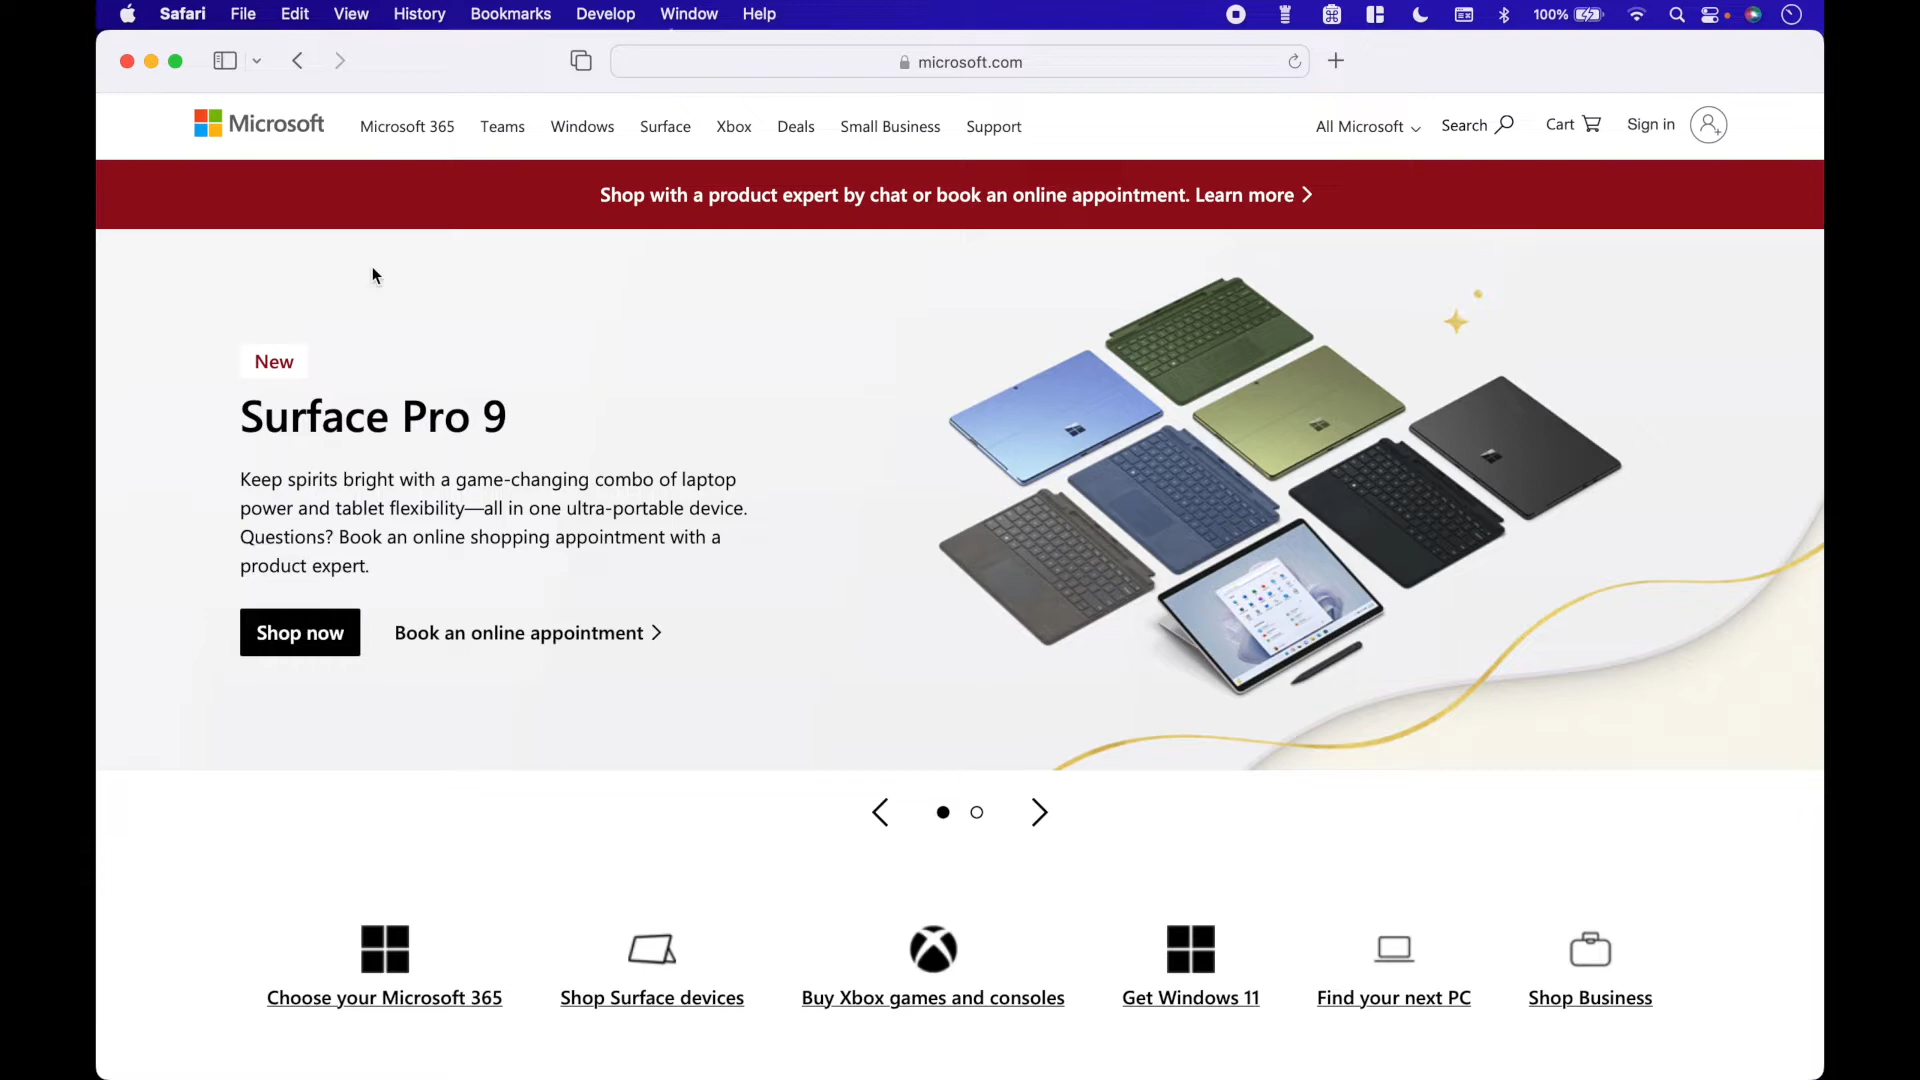 Safari File Edit View History Bookmarks Develop Window Help 100%
microsoft.com
Microsoft Microsoft 365 Teams Windows Surface Xbox Deals Small Business Support All Microsoft Search Cart Sign in
Shop with a product expert by chat or book an online appointment. Learn more
New
Surface Pro 9
Keep spirits bright with a game-changing combo of laptop
power and tablet flexibility—all in one ultra-portable device.
Questions? Book an online shopping appointment with a
product expert.
Shop now Book an online appointment
Choose your Microsoft 365 Shop Surface devices Buy Xbox games and consoles Get Windows 11 Find your next PC Shop Business